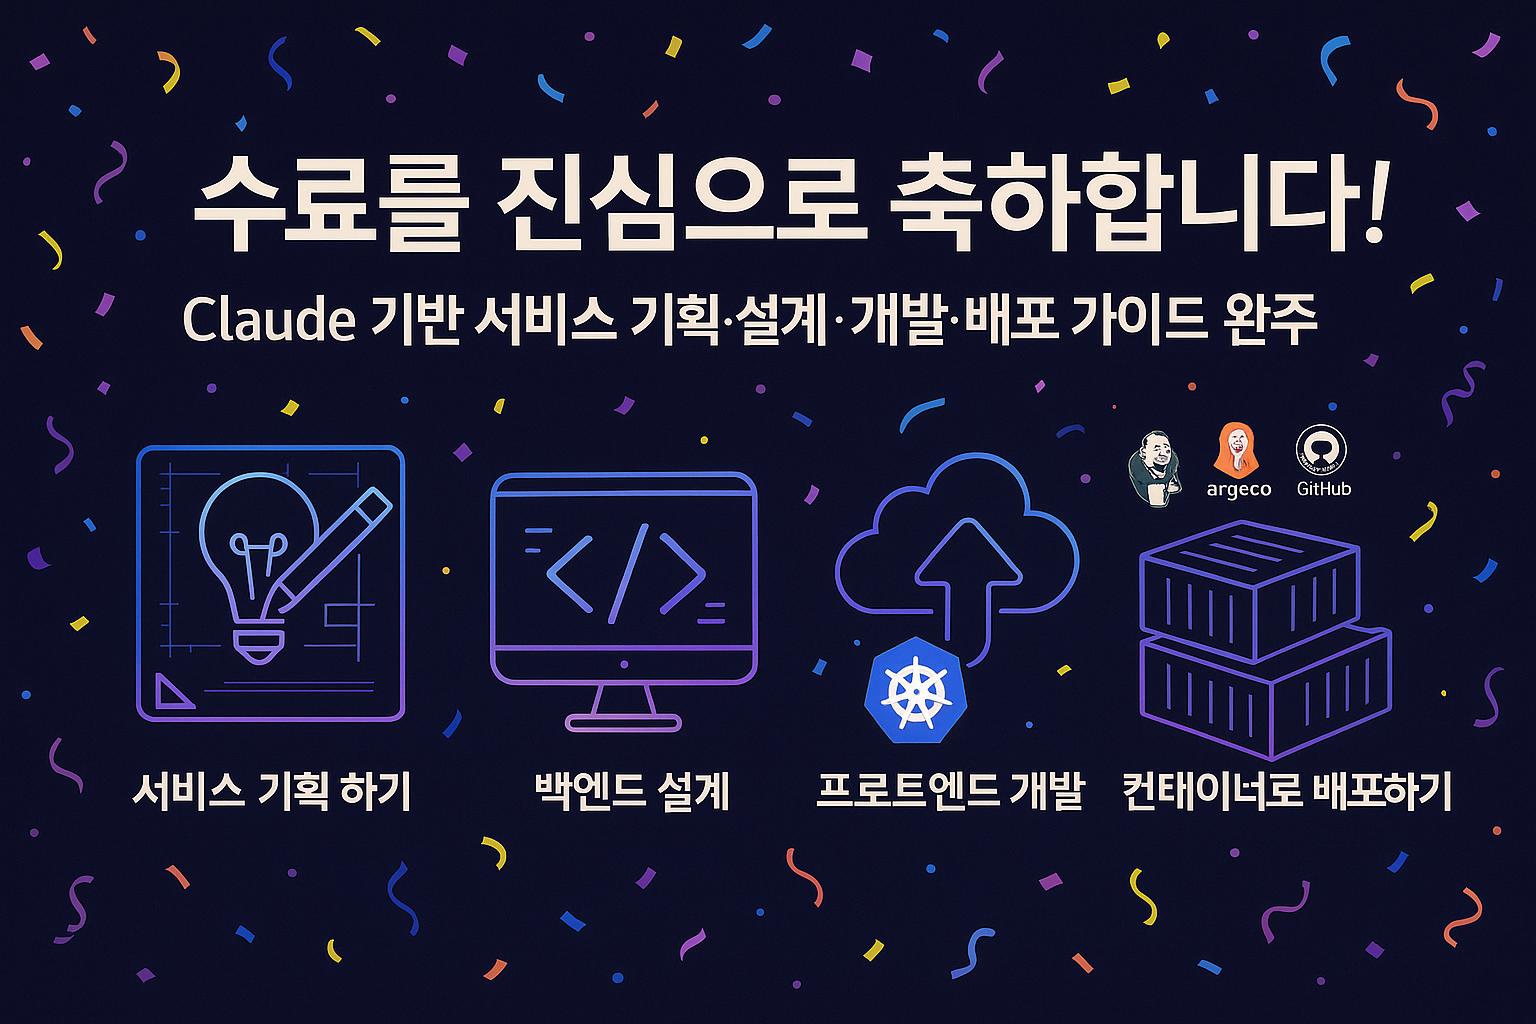 수료를 진심으로 축하합니다!
Claude 기반 서비스 기획·설계·개발·배포 가이드 완주
argeco
GitHub
서비스 기획 하기
백엔드 설계
프로트엔드 개발
컨태이너로 배포하기